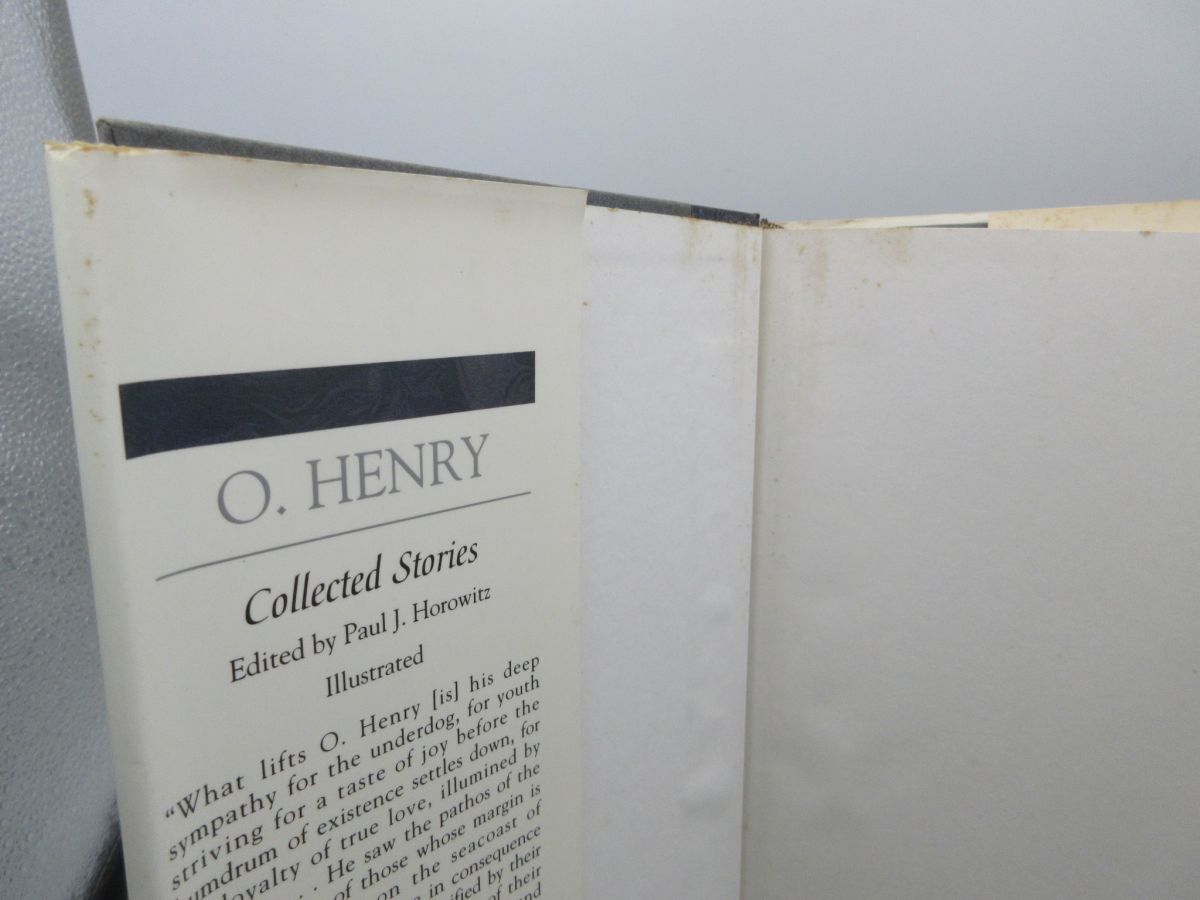 O. HENRY
Collected Stories
Edited by Paul J. Horowitz
Illustrated
“What lifts O. Henry [is] his deep
sympathy for the underdog, for youth
striving for a taste of joy before the
humdrum of existence settles down, for
loyalty of true love, illumined by
. . He saw the pathos of the
of those whose margin is
on the seacoast of
in consequence
by their
of their
and